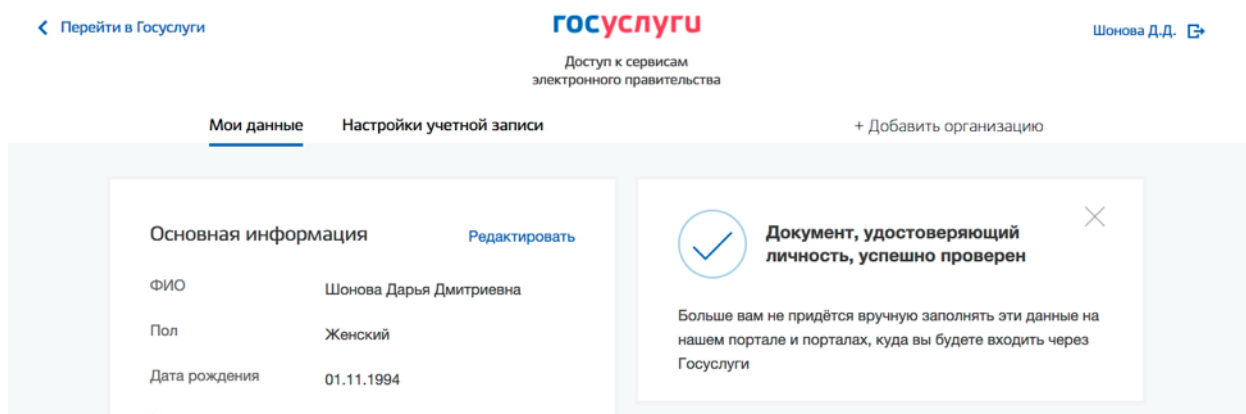 Перейти в Госуслуги
госуслуги
Шонова Д.Д.
Доступ к сервисам
электронного правительства
Мои данные
Настройки учетной записи
+ Добавить организацию
Основная информация
Редактировать
ФИО
Шонова Дарья Дмитриевна
Пол
Женский
Дата рождения
01.11.1994
Документ, удостоверяющий
личность, успешно проверен
Больше вам не придётся вручную заполнять эти данные на
нашем портале и порталах, куда вы будете входить через
Госуслуги